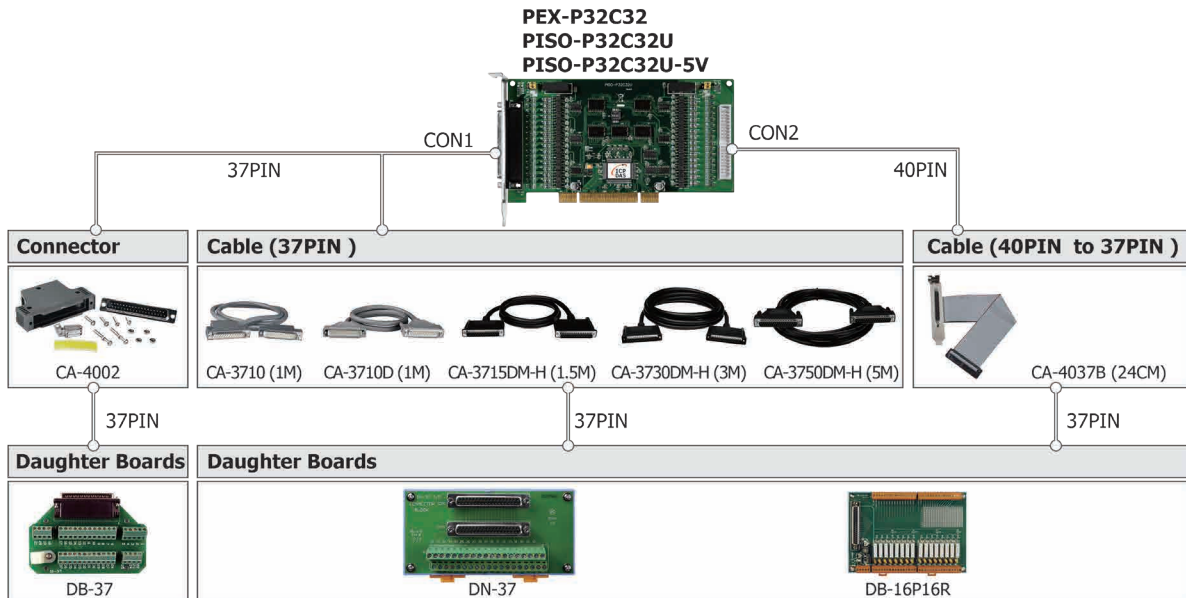 PEX-P32C32
PISO-P32C32U
PISO-P32C32U-5V
CON1
CON2
37PIN
40PIN
ICP
DAS
Connector
Cable (37PIN )
Cable (40PIN to 37PIN )
CA-4002
CA-3710 (1M)
CA-3710D (1M)
CA-3715DM-H (1.5M)
CA-3730DM-H (3M)
CA-3750DM-H (5M)
CA-4037B (24CM)
37PIN
37PIN
37PIN
Daughter Boards
Daughter Boards
DB-37
DN-37
DB-16P16R